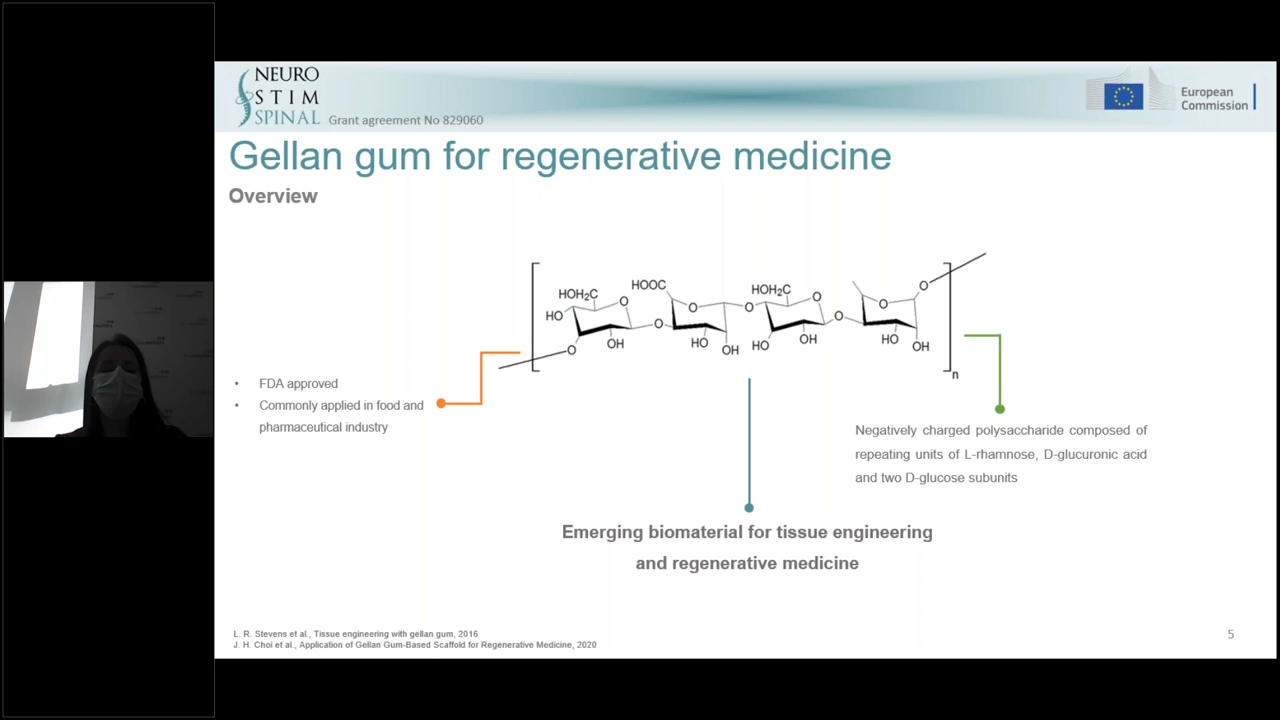 NEURO
STIM
SPINAL
Grant agreement No 829060
European
Commission
Gellan gum for regenerative medicine
Overview
HOH₂C
O
HO
OH
O
O
HOOC
O
HO
OH
O
HOH₂C
O
HO
OH
O
O
HO
OH
O
n
• FDA approved
• Commonly applied in food and
pharmaceutical industry
Negatively charged polysaccharide composed of
repeating units of L-rhamnose, D-glucuronic acid
and two D-glucose subunits
Emerging biomaterial for tissue engineering
and regenerative medicine
L. R. Stevens et al., Tissue engineering with gellan gum, 2016
J. H. Choi et al., Application of Gellan Gum-Based Scaffold for Regenerative Medicine, 2020
5